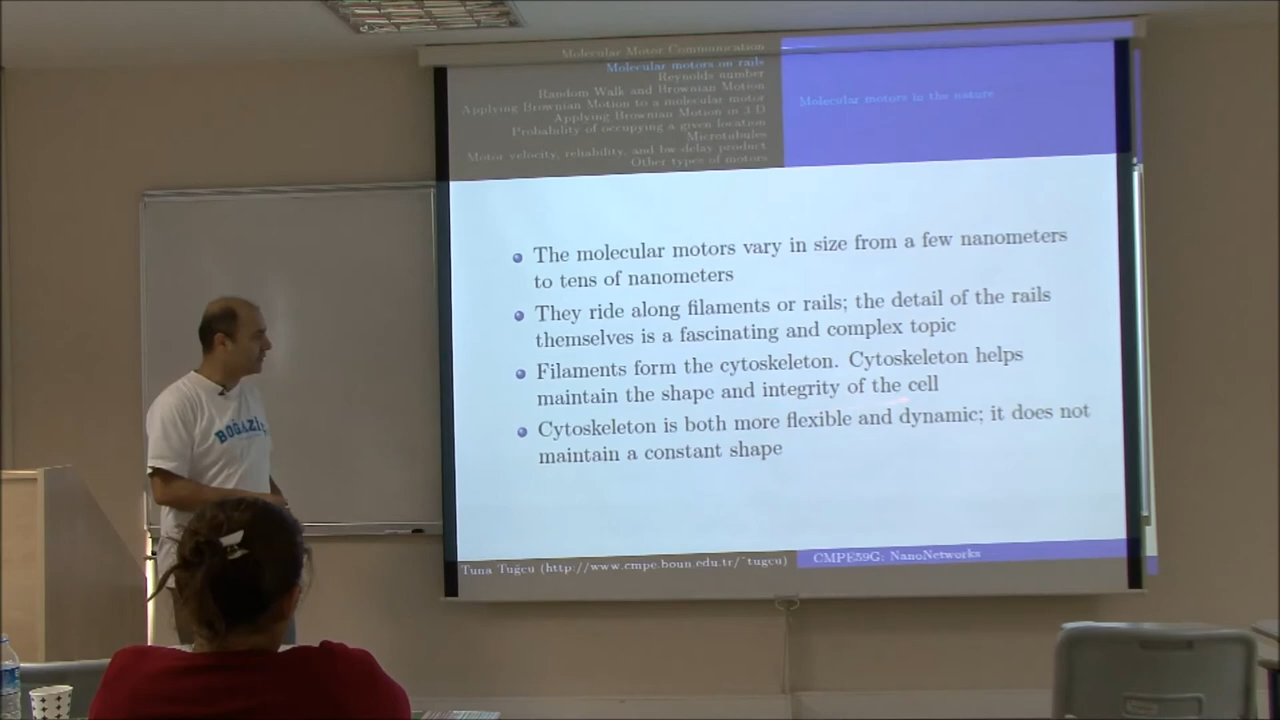 Molecular Motor Communication
Molecular motors on rails
Reynolds number
Random Walk and Brownian Motion
Applying Brownian Motion to a molecular motor
Applying Brownian Motion in 3-D
Probability of occupying a given location
Microtubules
Motor velocity, reliability, and bw-delay product
Other types of motors
Molecular motors in the nature
The molecular motors vary in size from a few nanometers
to tens of nanometers
They ride along filaments or rails; the detail of the rails
themselves is a fascinating and complex topic
Filaments form the cytoskeleton. Cytoskeleton helps
maintain the shape and integrity of the cell
Cytoskeleton is both more flexible and dynamic; it does not
maintain a constant shape
Tuna Tuğcu (http://www.cmpe.boun.edu.tr/~tugcu)
CMPE59G: NanoNetworks
BOĞAZİÇ